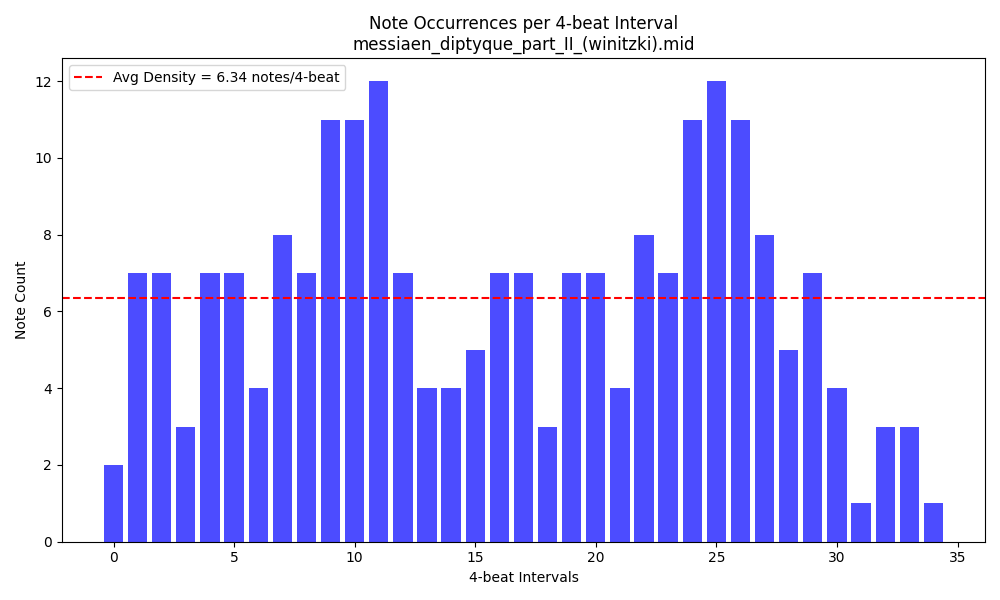 Note Occurrences per 4-beat Interval
messiaen_diptyque_part_II_(winitzki).mid
Avg Density = 6.34 notes/4-beat
12
10
8
6
4
2
0
Note Count
0 5 10 15 20 25 30 35
4-beat Intervals